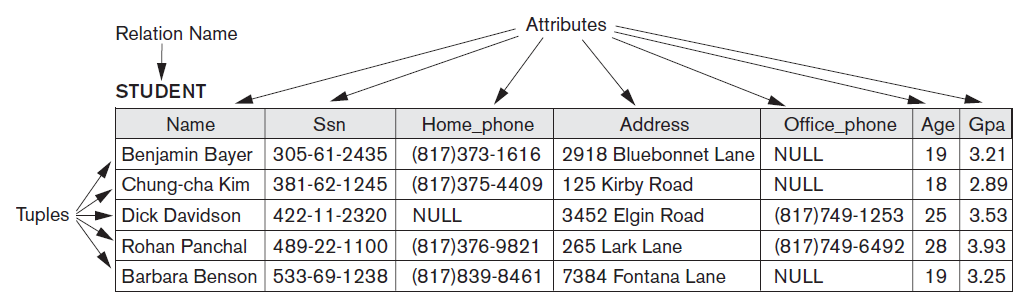 Attributes
Relation Name
STUDENT
Name Ssn Home_phone Address Office_phone Age Gpa
Benjamin Bayer 305-61-2435 (817)373-1616 2918 Bluebonnet Lane NULL 19 3.21
Chung-cha Kim 381-62-1245 (817)375-4409 125 Kirby Road NULL 18 2.89
Tuples Dick Davidson 422-11-2320 NULL 3452 Elgin Road (817)749-1253 25 3.53
Rohan Panchal 489-22-1100 (817)376-9821 265 Lark Lane (817)749-6492 28 3.93
Barbara Benson 533-69-1238 (817)839-8461 7384 Fontana Lane NULL 19 3.25